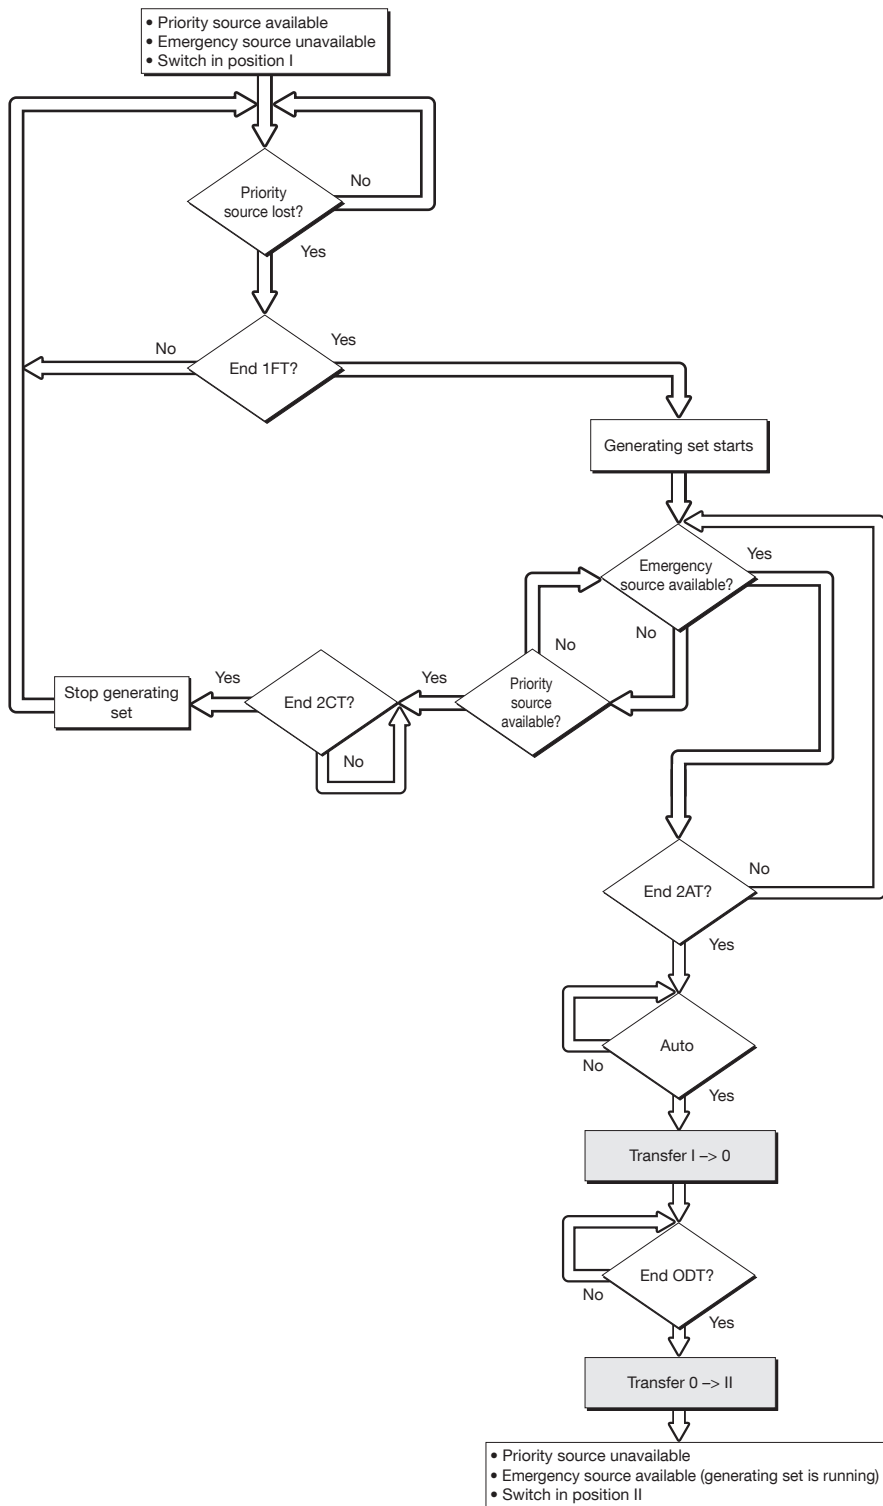 • Priority source available
• Emergency source unavailable
• Switch in position I
No
Priority
source lost?
Yes
No
Yes
End 1FT?
Generating set starts
Yes
Emergency
source available?
No
No
Yes
Yes
Priority
source
available?
Stop generating
set
End 2CT?
No
No
End 2AT?
Yes
Auto
No
Yes
Transfer I –> 0
End ODT?
No
Yes
Transfer 0 –> II
• Priority source unavailable
• Emergency source available (generating set is running)
• Switch in position II